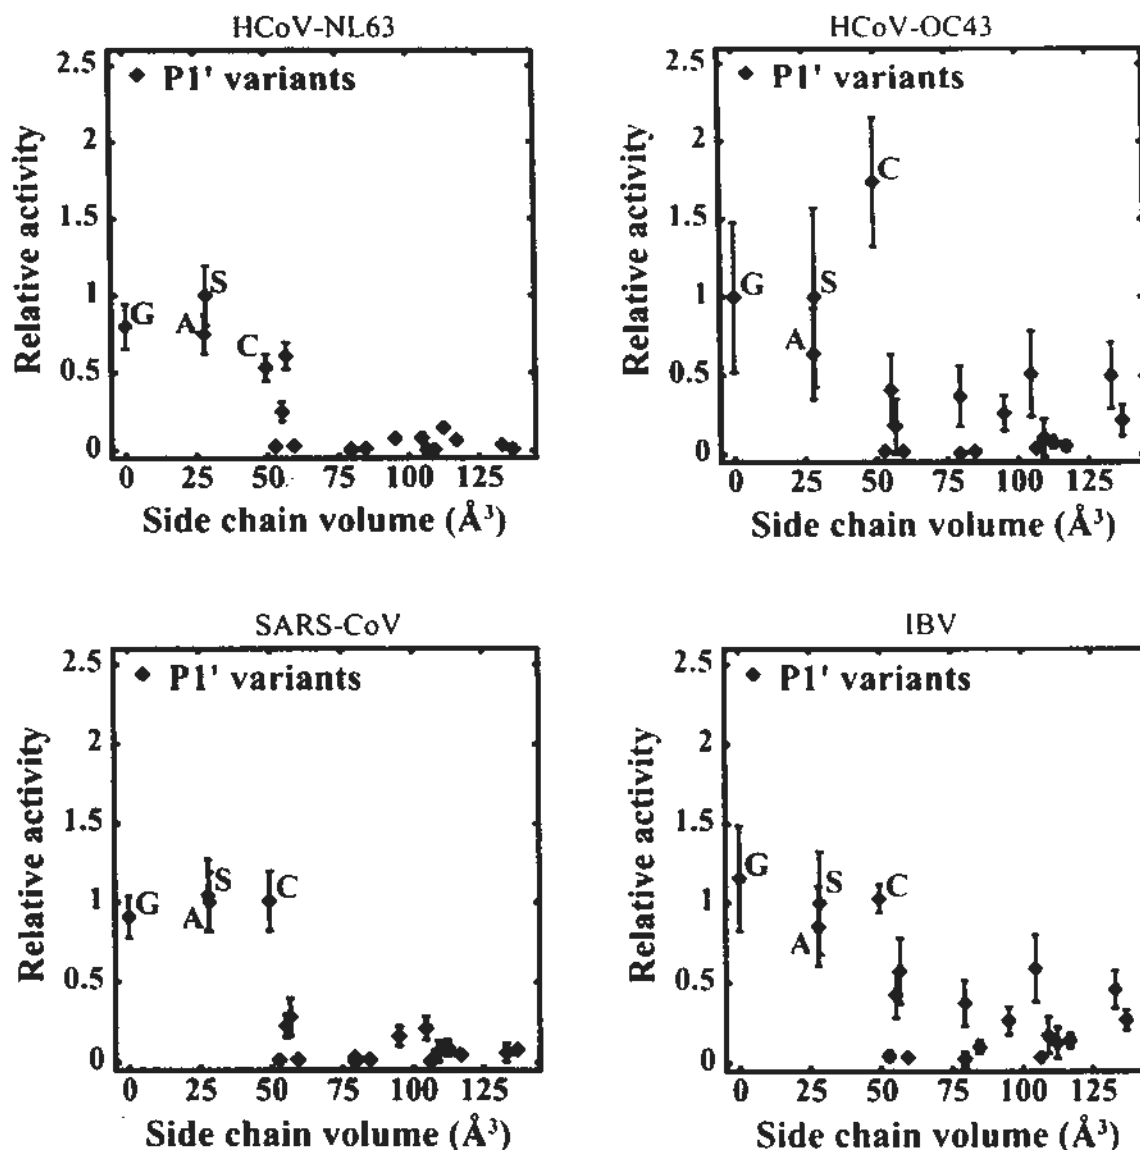 HCoV-NL63
2.5
◆ P1' variants
2
1.5
1
0.5
0
G
S
A
C
Relative activity
0 25 50 75 100 125
Side chain volume (Å³)
HCoV-OC43
2.5
◆ P1' variants
2
1.5
1
0.5
0
C
G
S
A
Relative activity
0 25 50 75 100 125
Side chain volume (Å³)
SARS-CoV
2.5
◆ P1' variants
2
1.5
1
0.5
0
G
S
A
C
Relative activity
0 25 50 75 100 125
Side chain volume (Å³)
IBV
2.5
◆ P1' variants
2
1.5
1
0.5
0
G
S
C
A
Relative activity
0 25 50 75 100 125
Side chain volume (Å³)